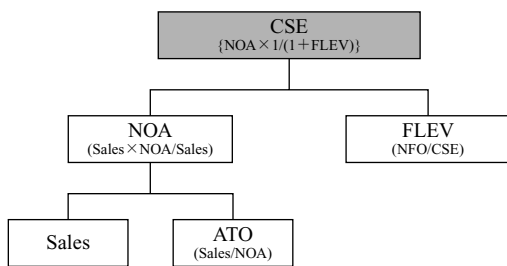 CSE
{NOA×1/(1+FLEV)}
NOA
(Sales×NOA/Sales)
FLEV
(NFO/CSE)
Sales
ATO
(Sales/NOA)